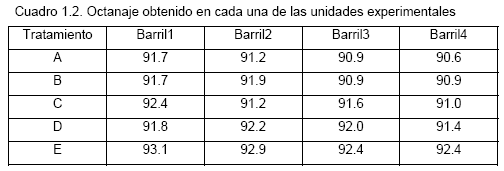 Cuadro 1.2. Octanaje obtenido en cada una de las unidades experimentales
Tratamiento Barril1 Barril2 Barril3 Barril4
A 91.7 91.2 90.9 90.6
B 91.7 91.9 90.9 90.9
C 92.4 91.2 91.6 91.0
D 91.8 92.2 92.0 91.4
E 93.1 92.9 92.4 92.4